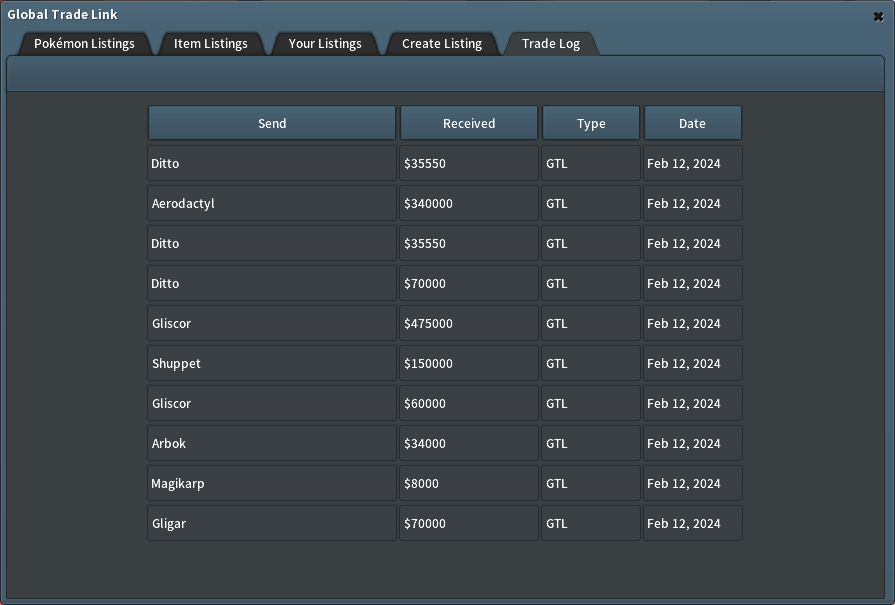 Global Trade Link
Pokémon Listings Item Listings Your Listings Create Listing Trade Log
Send Received Type Date
Ditto $35550 GTL Feb 12, 2024
Aerodactyl $340000 GTL Feb 12, 2024
Ditto $35550 GTL Feb 12, 2024
Ditto $70000 GTL Feb 12, 2024
Gliscor $475000 GTL Feb 12, 2024
Shuppet $150000 GTL Feb 12, 2024
Gliscor $60000 GTL Feb 12, 2024
Arbok $34000 GTL Feb 12, 2024
Magikarp $8000 GTL Feb 12, 2024
Gligar $70000 GTL Feb 12, 2024